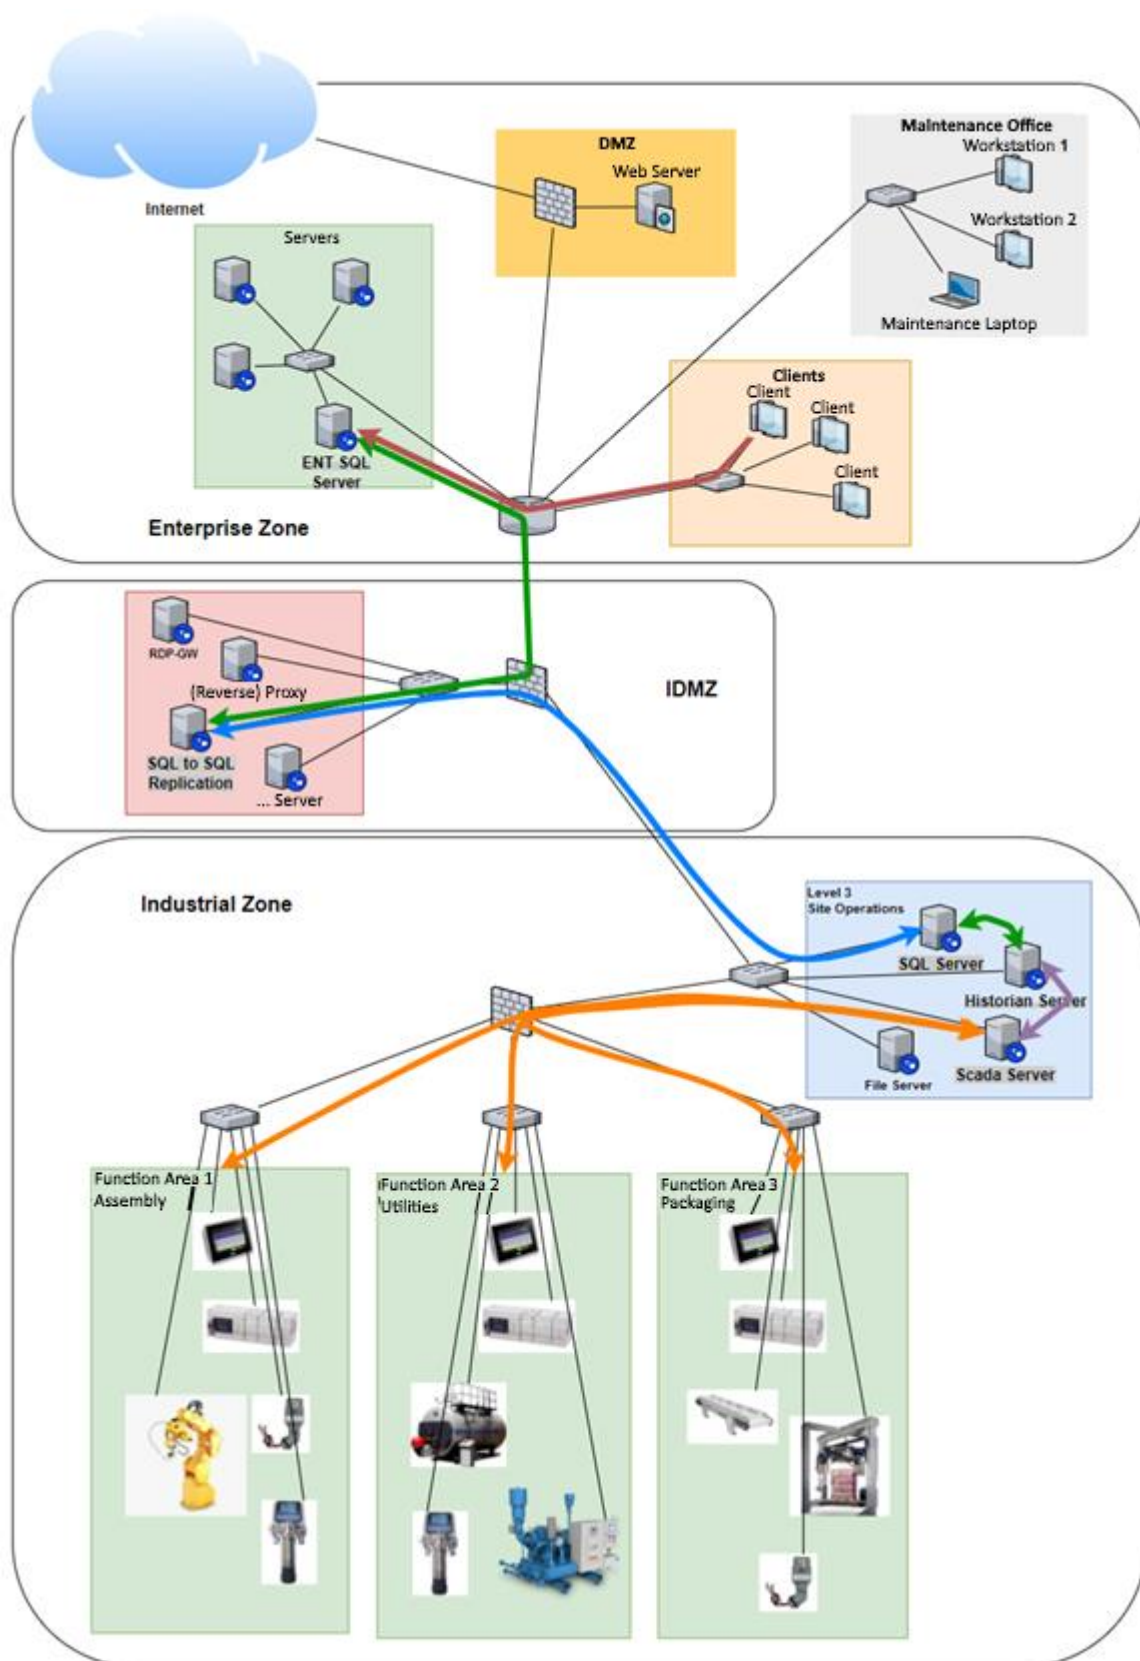 Internet
DMZ
Web Server
Maintenance Office
Workstation 1
Workstation 2
Maintenance Laptop
Servers
ENT SQL
Server
Clients
Client
Client
Client
Enterprise Zone
RDP-GW
(Reverse) Proxy
SQL to SQL
Replication
... Server
IDMZ
Industrial Zone
Level 3
Site Operations
SQL Server
Historian Server
Scada Server
File Server
Function Area 1
Assembly
Function Area 2
Utilities
Function Area 3
Packaging